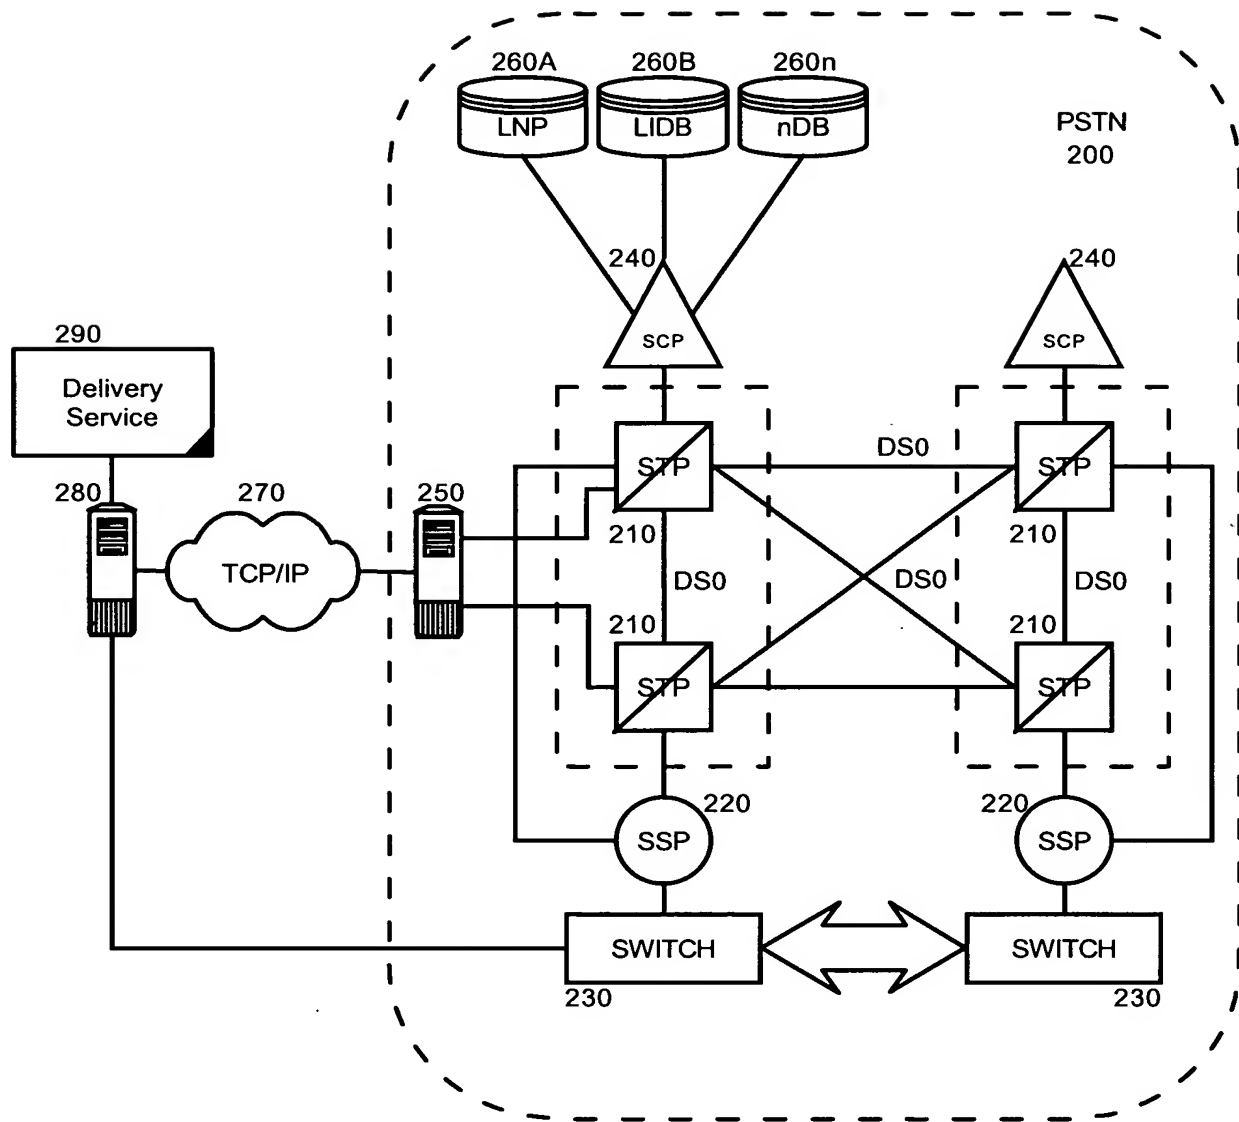 260A
260B
260n
LNP
LIDB
nDB
PSTN
200
240
240
SCP
SCP
290
Delivery
Service
DS0
STP
STP
280
270
250
210
210
TCP/IP
DS0
DS0
DS0
210
210
STP
STP
220
220
SSP
SSP
SWITCH
SWITCH
230
230